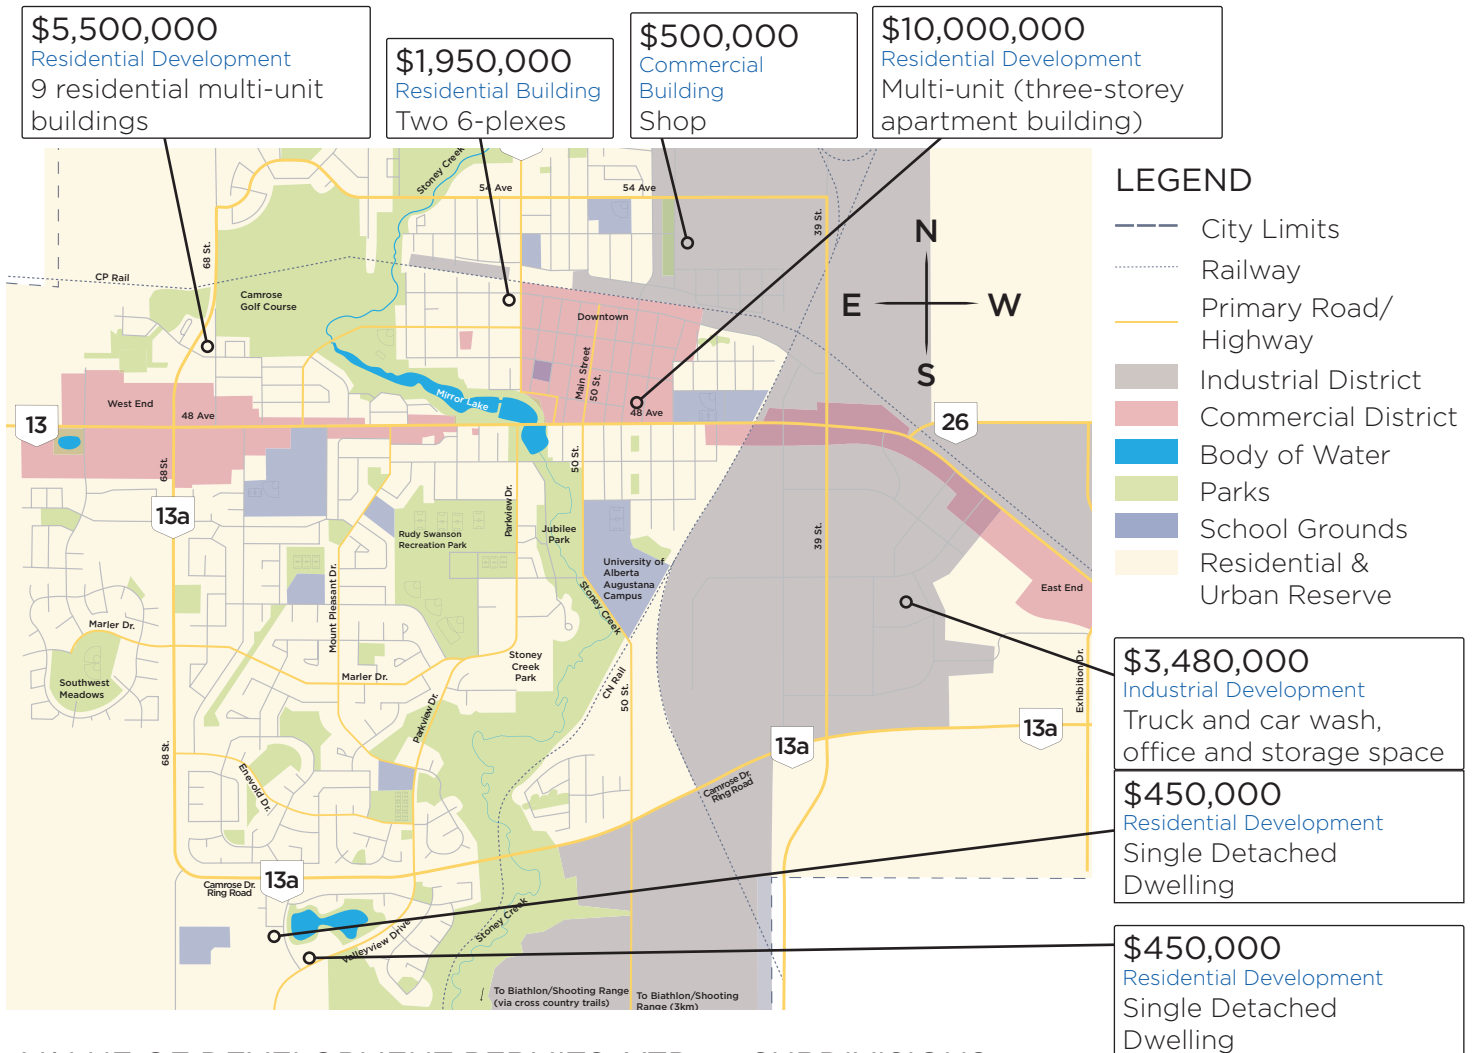 $5,500,000
Residential Development
9 residential multi-unit
buildings
$1,950,000
Residential Building
Two 6-plexes
$500,000
Commercial
Building
Shop
$10,000,000
Residential Development
Multi-unit (three-storey
apartment building)
LEGEND
City Limits
Railway
Primary Road/
Highway
Industrial District
Commercial District
Body of Water
Parks
School Grounds
Residential &
Urban Reserve
N
E
W
S
Stoney Creek
54 Ave
54 Ave
39 St.
68 St.
CP Rail
Camrose
Golf Course
Downtown
Main Street
50 St.
Mirror Lake
West End
48 Ave
48 Ave
13
26
68 St.
50 St.
13a
Parkview Dr.
39 St.
Rudy Swanson
Recreation Park
Jubilee
Park
University of
Alberta
Augustana
Campus
East End
Stoney Creek
Mount Pleasant Dr.
Marler Dr.
Southwest
Meadows
Marler Dr.
Stoney
Creek
Park
CN Rail
50 St.
Exhibition Dr.
Parkview Dr.
68 St.
13a
13a
Enevold Dr.
Camrose Dr.
Ring Road
Camrose Dr.
Ring Road
13a
Valleyview Drive
Stoney Creek
To Biathlon/Shooting Range
(via cross country trails)
To Biathlon/Shooting
Range (3km)
$3,480,000
Industrial Development
Truck and car wash,
office and storage space
$450,000
Residential Development
Single Detached
Dwelling
$450,000
Residential Development
Single Detached
Dwelling